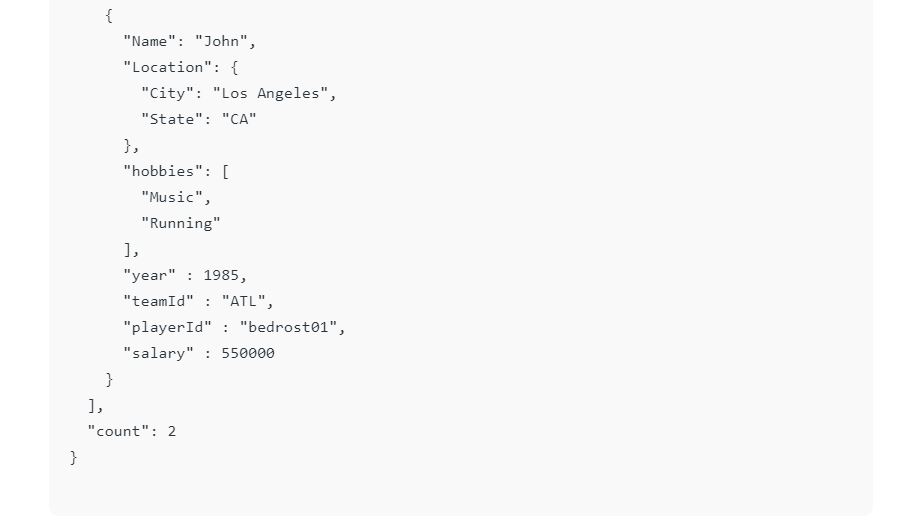 {
"Name": "John",
"Location": {
"City": "Los Angeles",
"State": "CA"
},
"hobbies": [
"Music",
"Running"
],
"year" : 1985,
"teamId" : "ATL",
"playerId" : "bedrost01",
"salary" : 550000
}
],
"count": 2
}